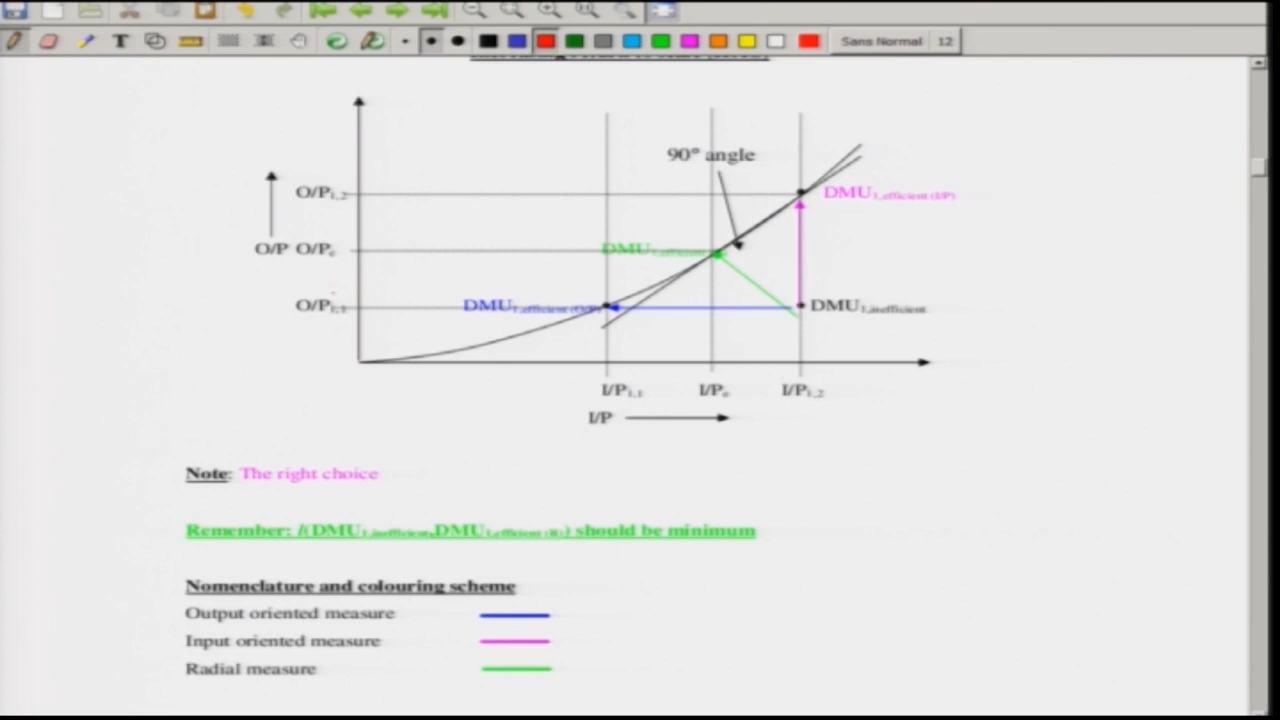 Sans Normal 12
90° angle
O/P1,2
DMU1,efficient (I/P)
O/P O/Pe
DMU1,efficient
O/P1,1
DMU1,efficient (O/P)
DMU1,inefficient
I/P1,1 I/Pe I/P1,2
I/P
Note: The right choice
Remember: l(DMU1,inefficient,DMU1,efficient (R)) should be minimum
Nomenclature and colouring scheme
Output oriented measure
Input oriented measure
Radial measure